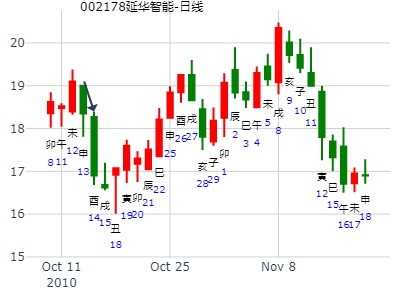 002178延华智能-日线
20
19
18
17
16
15
卯
8
午
11
未
12
申
13
酉
14
戌
15
丑
18
寅
19
卯
20
辰
21
巳
22
申
25
酉
26
戌
27
亥
28
子
29
卯
1
辰
2
巳
3
午
4
未
5
戌
8
亥
9
子
10
丑
11
寅
12
巳
15
午
16
未
17
申
18
Oct 11
2010
Oct 25
Nov 8